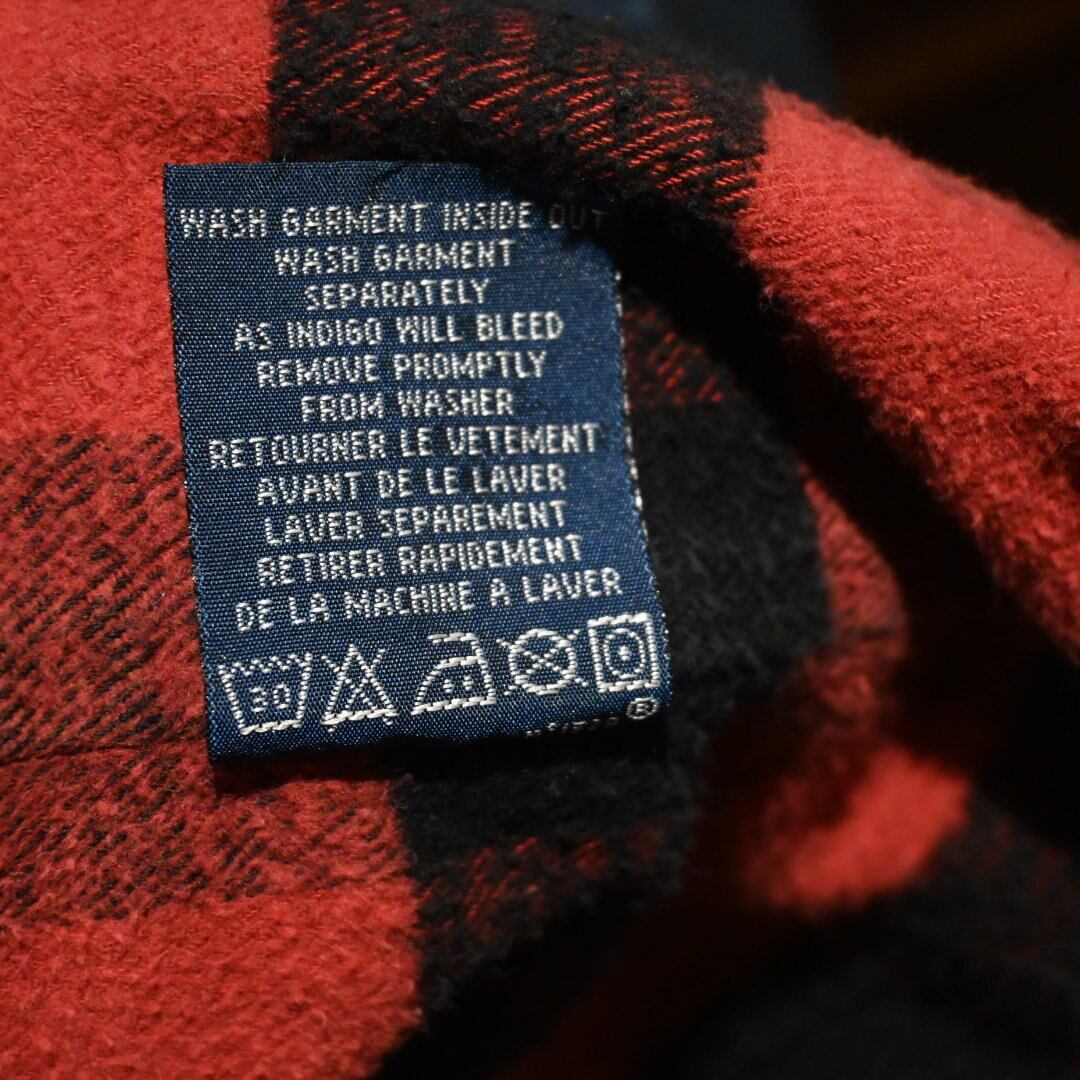 WASH GARMENT INSIDE OUT
WASH GARMENT
SEPARATELY
AS INDIGO WILL BLEED
REMOVE PROMPTLY
FROM WASHER
RETOURNER LE VETEMENT
AVANT DE LE LAVER
LAVER SEPAREMENT
RETIRER RAPIDEMENT
DE LA MACHINE A LAVER
30
®